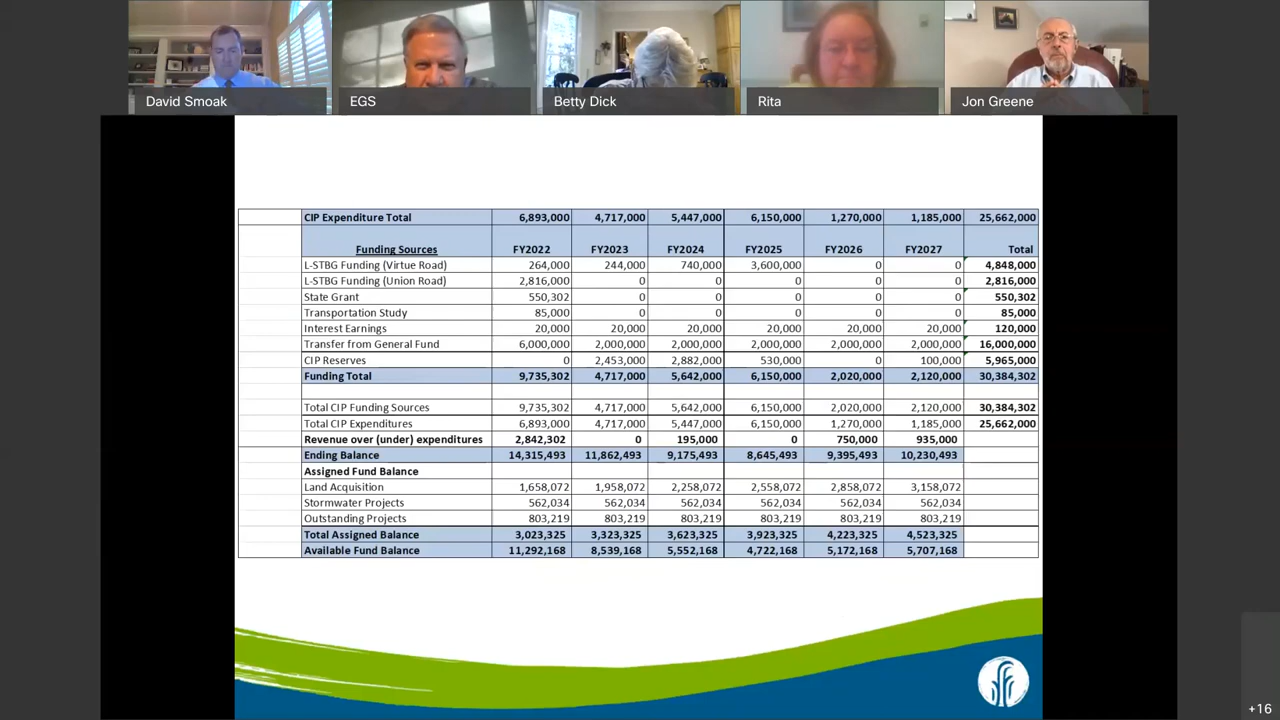 David Smoak
EGS
Betty Dick
Rita
Jon Greene
CIP Expenditure Total 6,893,000 4,717,000 5,447,000 6,150,000 1,270,000 1,185,000 25,662,000
Funding Sources FY2022 FY2023 FY2024 FY2025 FY2026 FY2027 Total
L-STBG Funding (Virtue Road) 264,000 244,000 740,000 3,600,000 0 0 4,848,000
L-STBG Funding (Union Road) 2,816,000 0 0 0 0 0 2,816,000
State Grant 550,302 0 0 0 0 0 550,302
Transportation Study 85,000 0 0 0 0 0 85,000
Interest Earnings 20,000 20,000 20,000 20,000 20,000 20,000 120,000
Transfer from General Fund 6,000,000 2,000,000 2,000,000 2,000,000 2,000,000 2,000,000 16,000,000
CIP Reserves 0 2,453,000 2,882,000 530,000 0 100,000 5,965,000
Funding Total 9,735,302 4,717,000 5,642,000 6,150,000 2,020,000 2,120,000 30,384,302
Total CIP Funding Sources 9,735,302 4,717,000 5,642,000 6,150,000 2,020,000 2,120,000 30,384,302
Total CIP Expenditures 6,893,000 4,717,000 5,447,000 6,150,000 1,270,000 1,185,000 25,662,000
Revenue over (under) expenditures 2,842,302 0 195,000 0 750,000 935,000
Ending Balance 14,315,493 11,862,493 9,175,493 8,645,493 9,395,493 10,230,493
Assigned Fund Balance
Land Acquisition 1,658,072 1,958,072 2,258,072 2,558,072 2,858,072 3,158,072
Stormwater Projects 562,034 562,034 562,034 562,034 562,034 562,034
Outstanding Projects 803,219 803,219 803,219 803,219 803,219 803,219
Total Assigned Balance 3,023,325 3,323,325 3,623,325 3,923,325 4,223,325 4,523,325
Available Fund Balance 11,292,168 8,539,168 5,552,168 4,722,168 5,172,168 5,707,168
+16